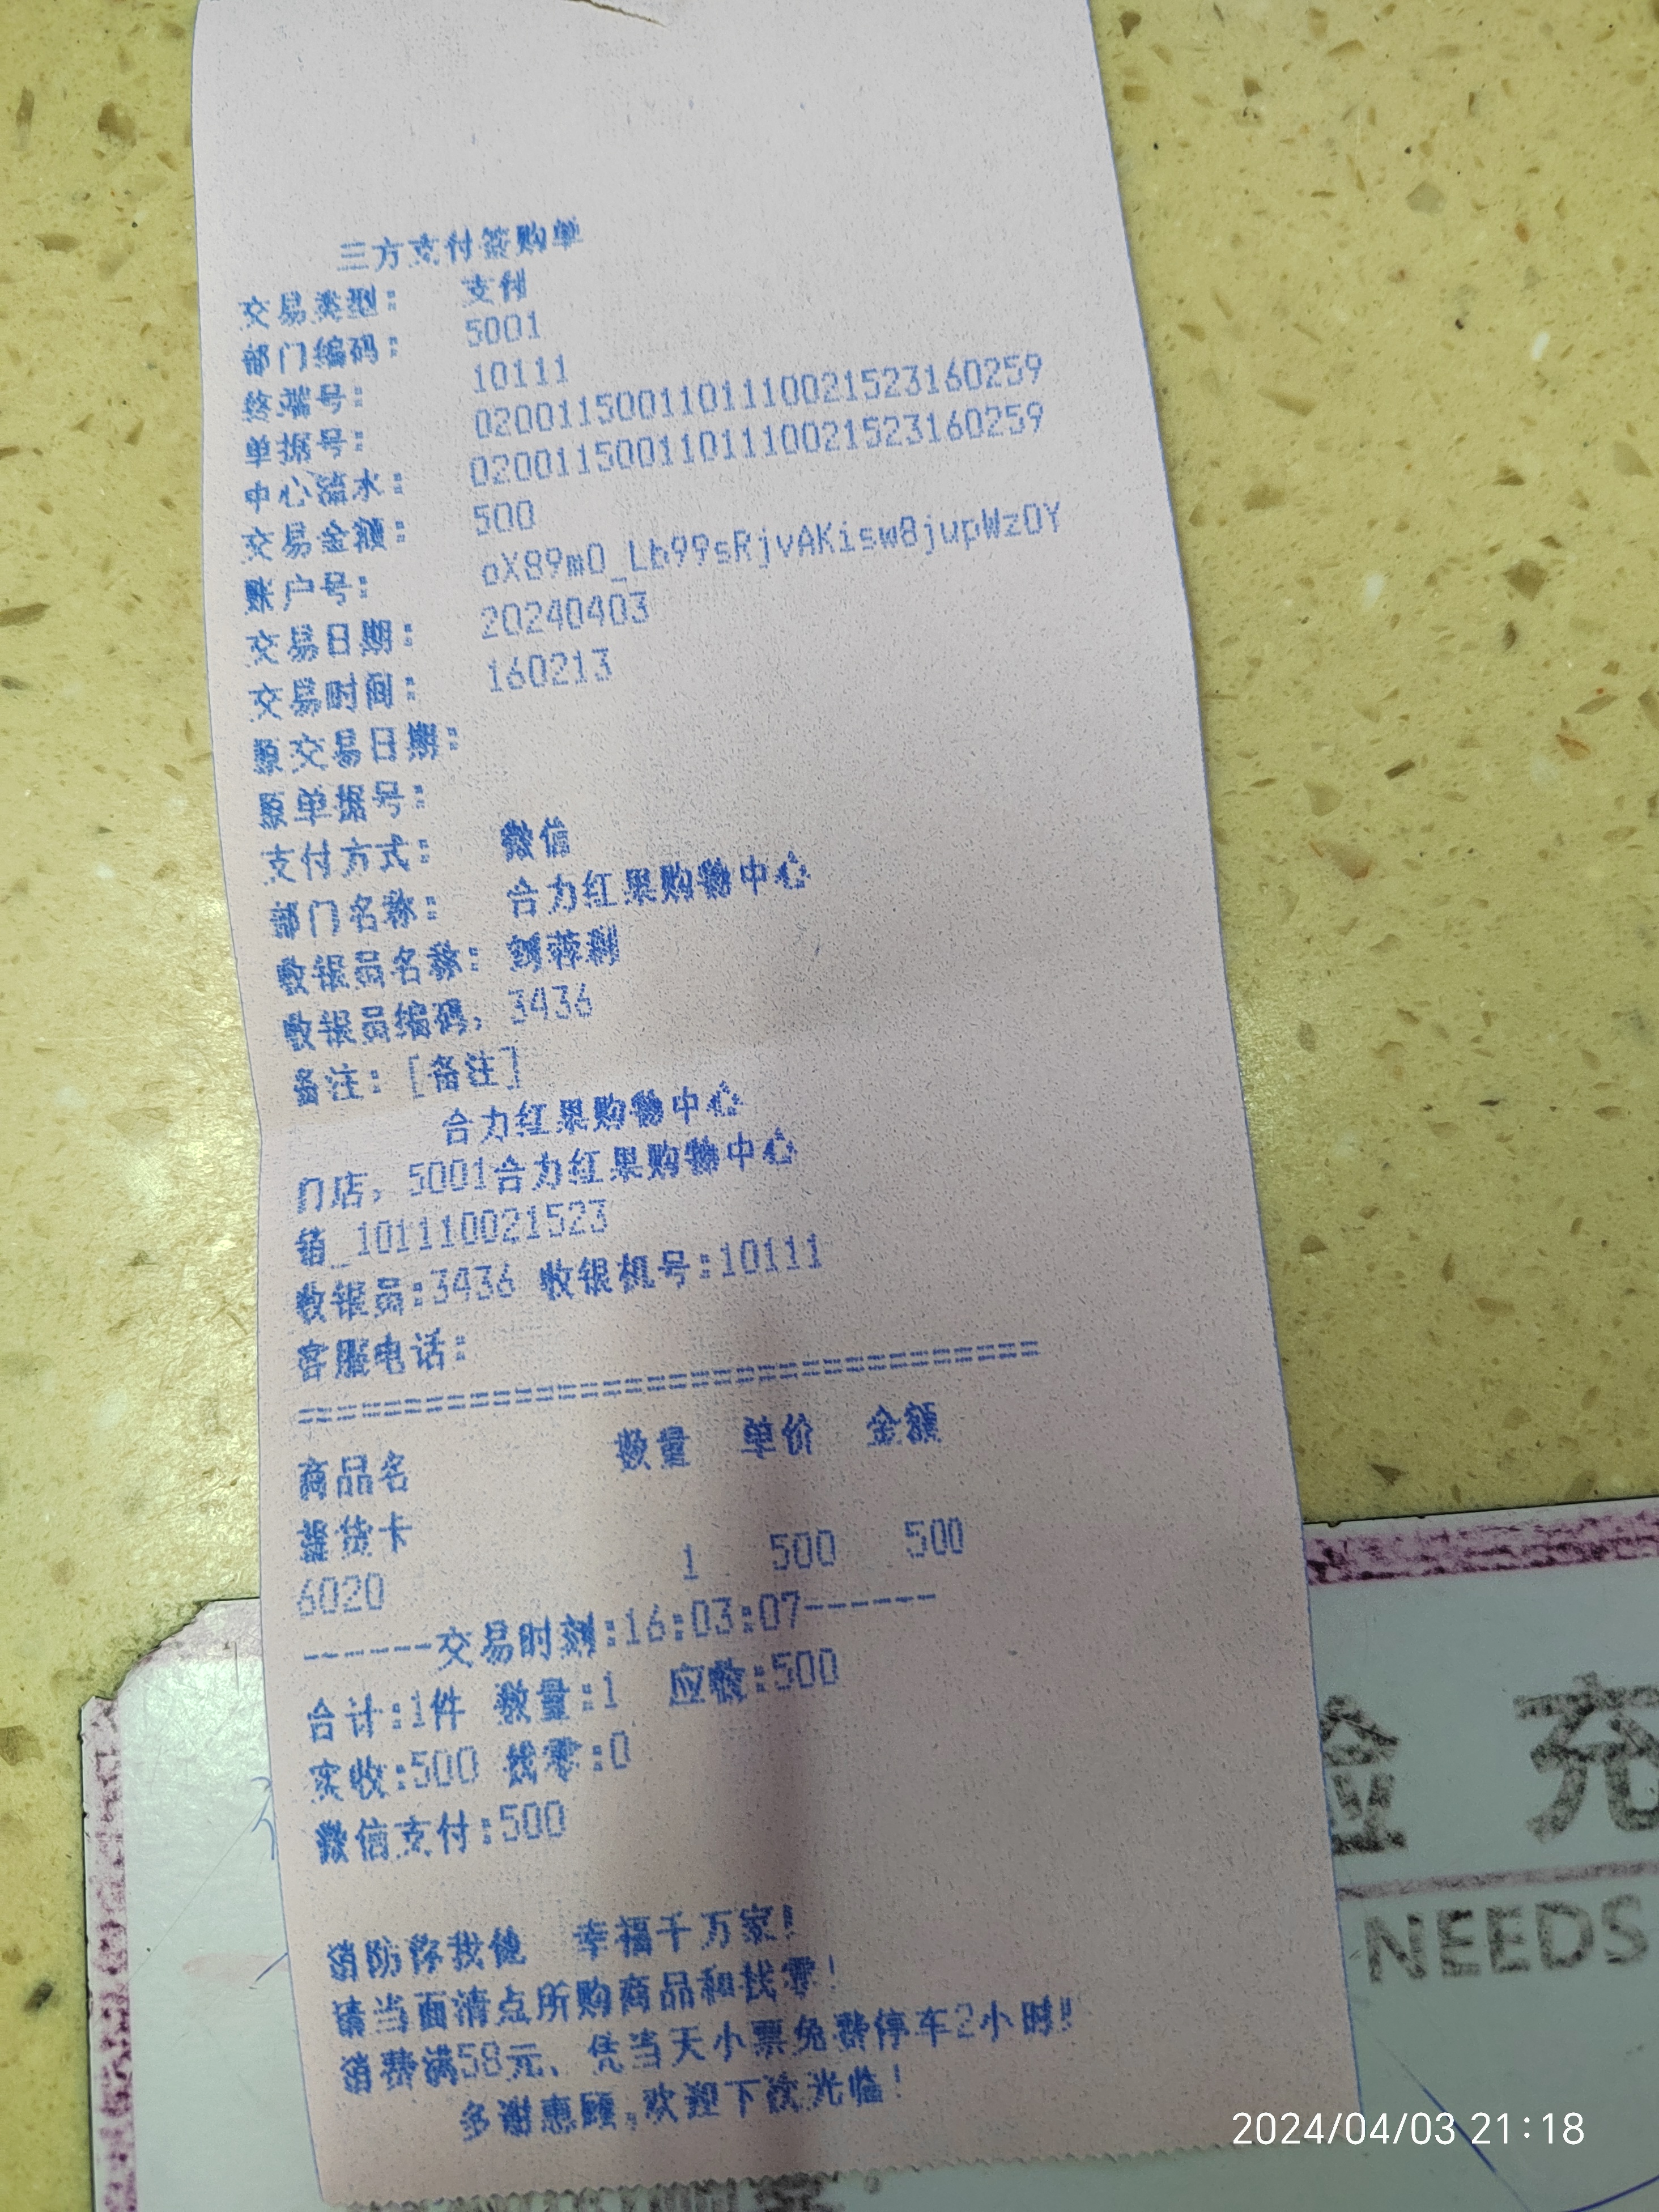 三方支付签购单
交易类型： 支付
部门编码： 5001
终端号： 10111
单据号： 0200115001101110021523160259
中心流水： 0200115001101110021523160259
交易金额： 500
账户号： oX89m0_Lb99sRjvAKisw8jupWz0Y
交易日期： 20240403
交易时间： 160213
原交易日期：
原单据号：
支付方式： 微信
部门名称： 合力红果购物中心
收银员名称：
收银员编码： 3436
备注：[备注]
合力红果购物中心
门店：5001合力红果购物中心
销_101110021523
收银员:3436 收银机号:10111
客服电话：
======================================
商品名 数量 单价 金额
提货卡
6020 1 500 500
------交易时刻:16:03:07------
合计:1件 数量:1 应收:500
实收:500 找零:0
微信支付:500
消防你我他 幸福千万家!
请当面清点所购商品和找零!
消费满58元、凭当天小票免费停车2小时!!
多谢惠顾,欢迎下次光临!
检 充
NEEDS
2024/04/03 21:18